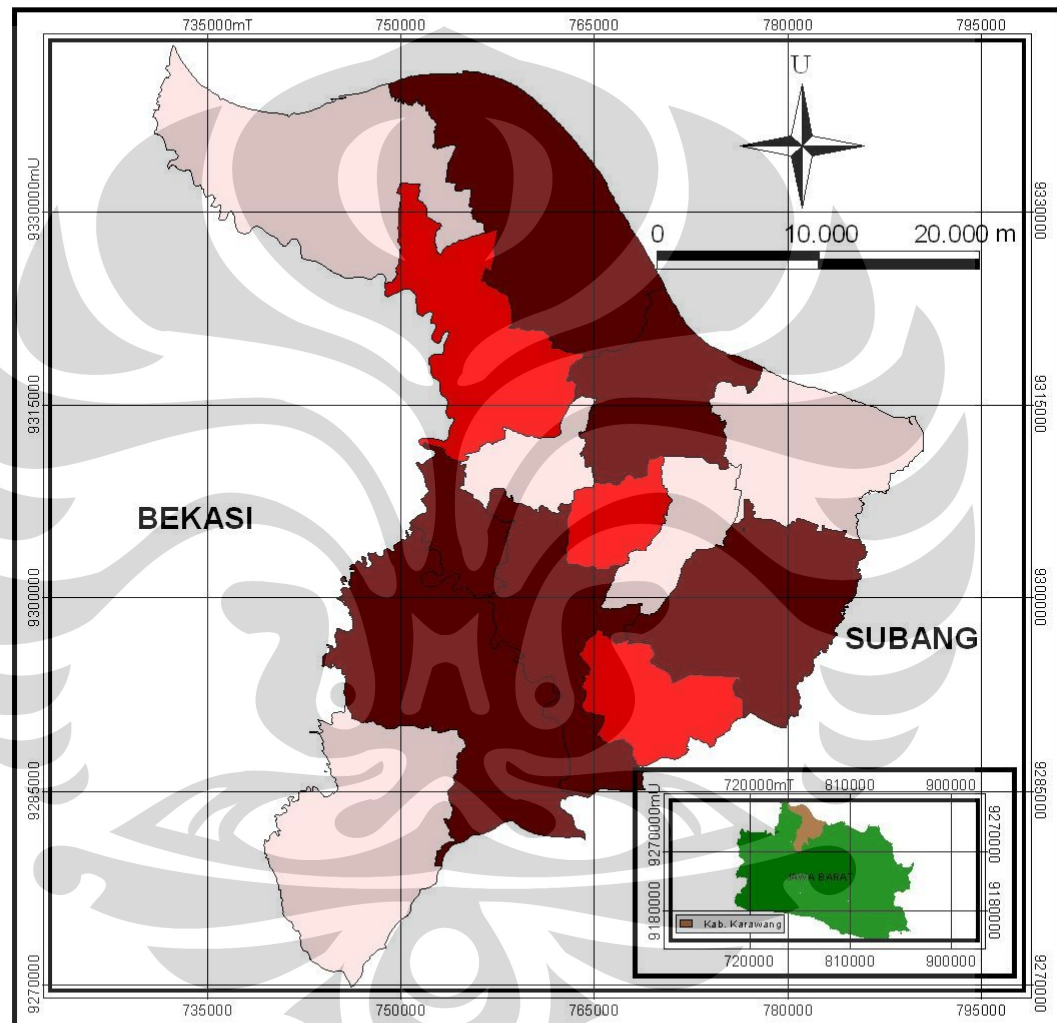 735000mT 750000 765000 780000 795000
U
9330000mU 9330000
0 10.000 20.000 m
9315000 9315000
BEKASI
9300000 9300000
SUBANG
9285000 9285000
720000mT 810000 900000
9270000mU 9270000
JAWA BARAT
9180000 9180000
Kab. Karawang
720000 810000 900000
9270000 9270000
735000 750000 765000 780000 795000